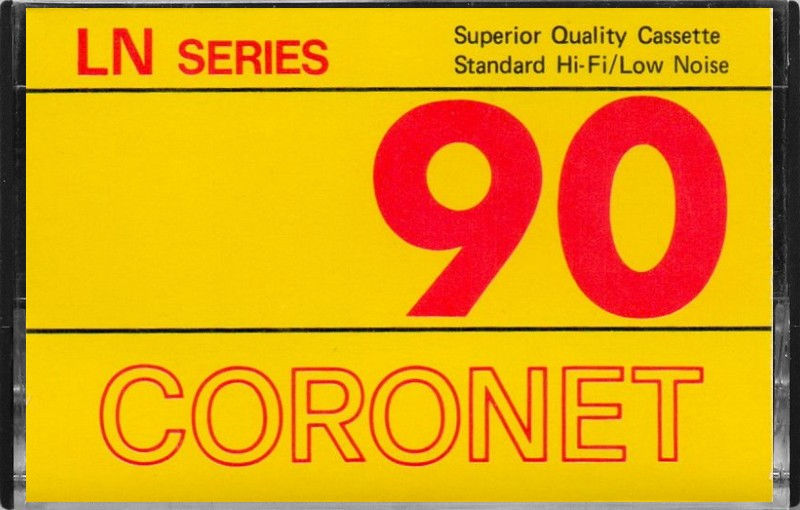 LN SERIES
Superior Quality Cassette
Standard Hi-Fi/Low Noise
90
CORONET